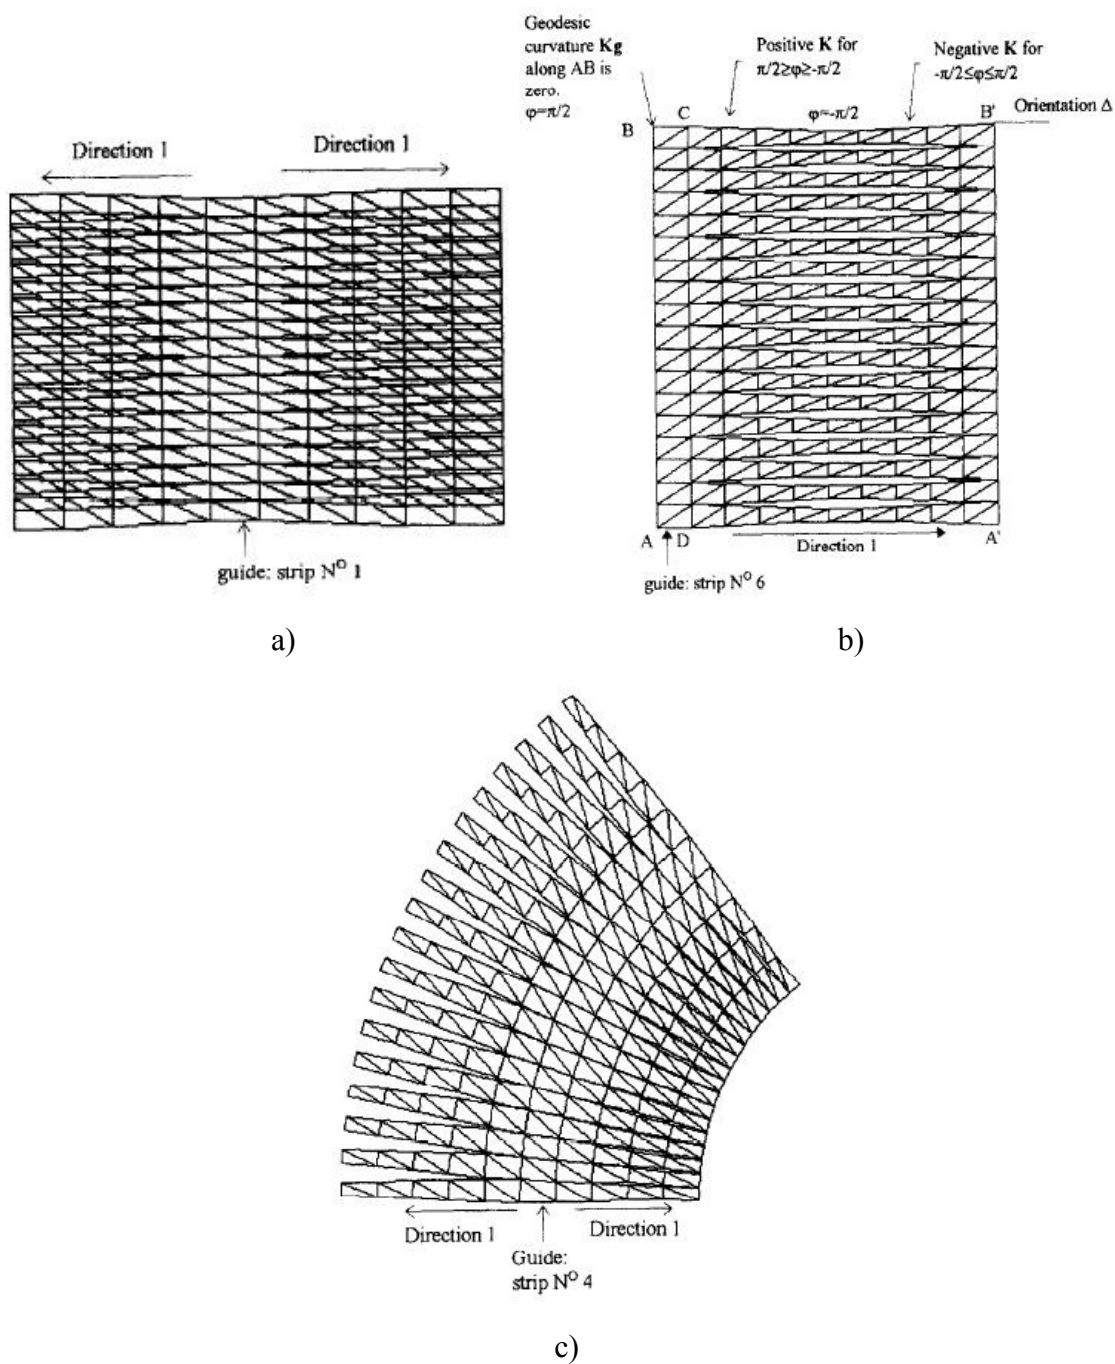 Geodesic
curvature Kg
along AB is
zero.
φ=π/2
Positive K for
π/2≥φ≥-π/2
Negative K for
-π/2≤φ≤π/2
B
C
φ=-π/2
B'
Orientation Δ
Direction 1
Direction 1
guide: strip N° 1
A
D
Direction 1
A'
guide: strip N° 6
a)
b)
Direction 1
Direction 1
Guide:
strip N° 4
c)